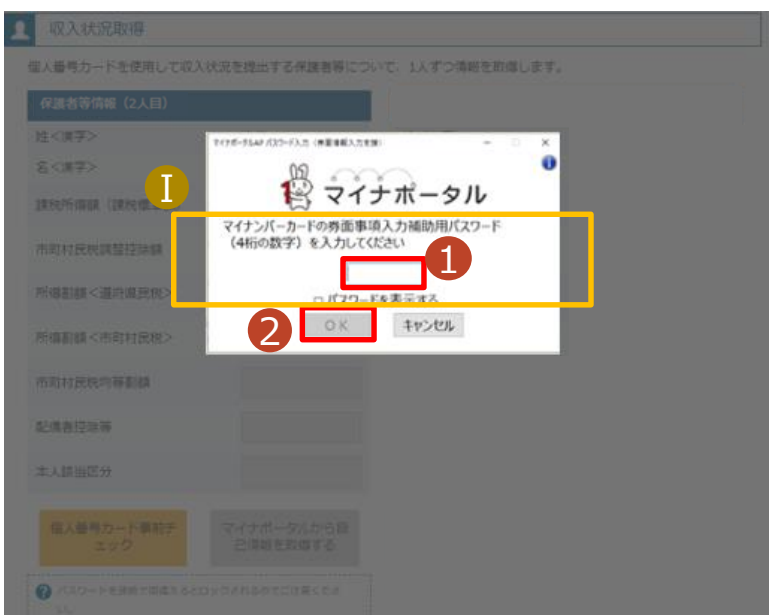 収入状況取得
個人番号カードを使用して収入状況を提出する保護者等について、1人ずつ情報を取得します。
保護者等情報（2人目）
姓<漢字>
名<漢字>
マイナポータルAP パスワード入力（券面事項入力支援）
マイナポータル
I
課税所得額（課税標
マイナンバーカードの券面事項入力補助用パスワード
（4桁の数字）を入力してください
市町村民税調整控除額
1
所得割額<道府県民税>
パスワードを表示する
2
OK
キャンセル
所得割額<市町村民税>
市町村民税均等割額
配偶者控除等
本人該当区分
個人番号カード事前チ
ェック
マイナポータルから自
己情報を取得する
パスワードを連続で間違えるとロックされるのでご注意くださ
い。